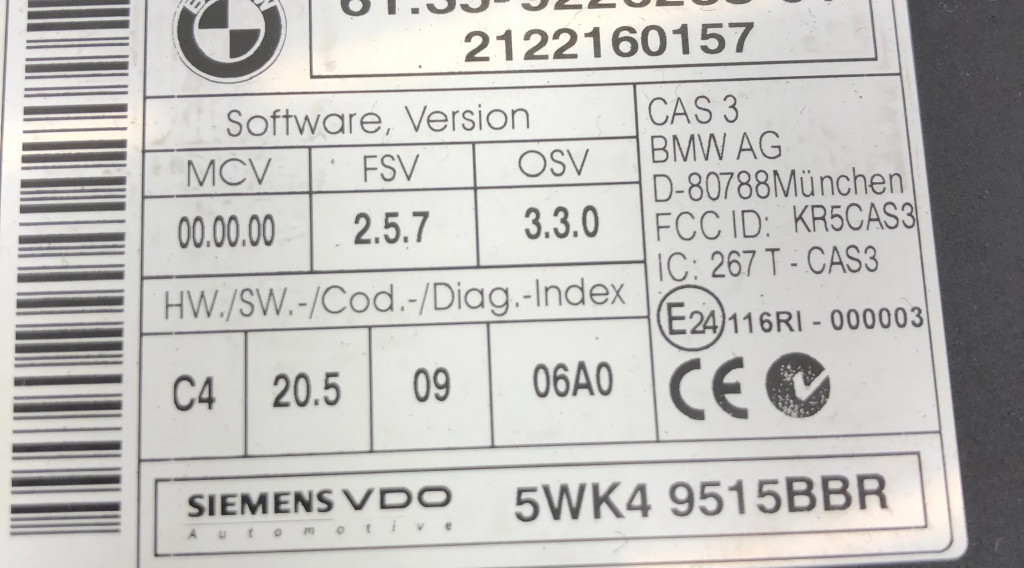 BMW
2122160157
Software, Version
MCV FSV OSV
00.00.00 2.5.7 3.3.0
HW./SW.-/Cod.-/Diag.-Index
C4 20.5 09 06A0
CAS 3
BMW AG
D-80788München
FCC ID: KR5CAS3
IC: 267 T - CAS3
E24 116RI - 000003
CE
SIEMENS VDO
Automotive
5WK4 9515BBR